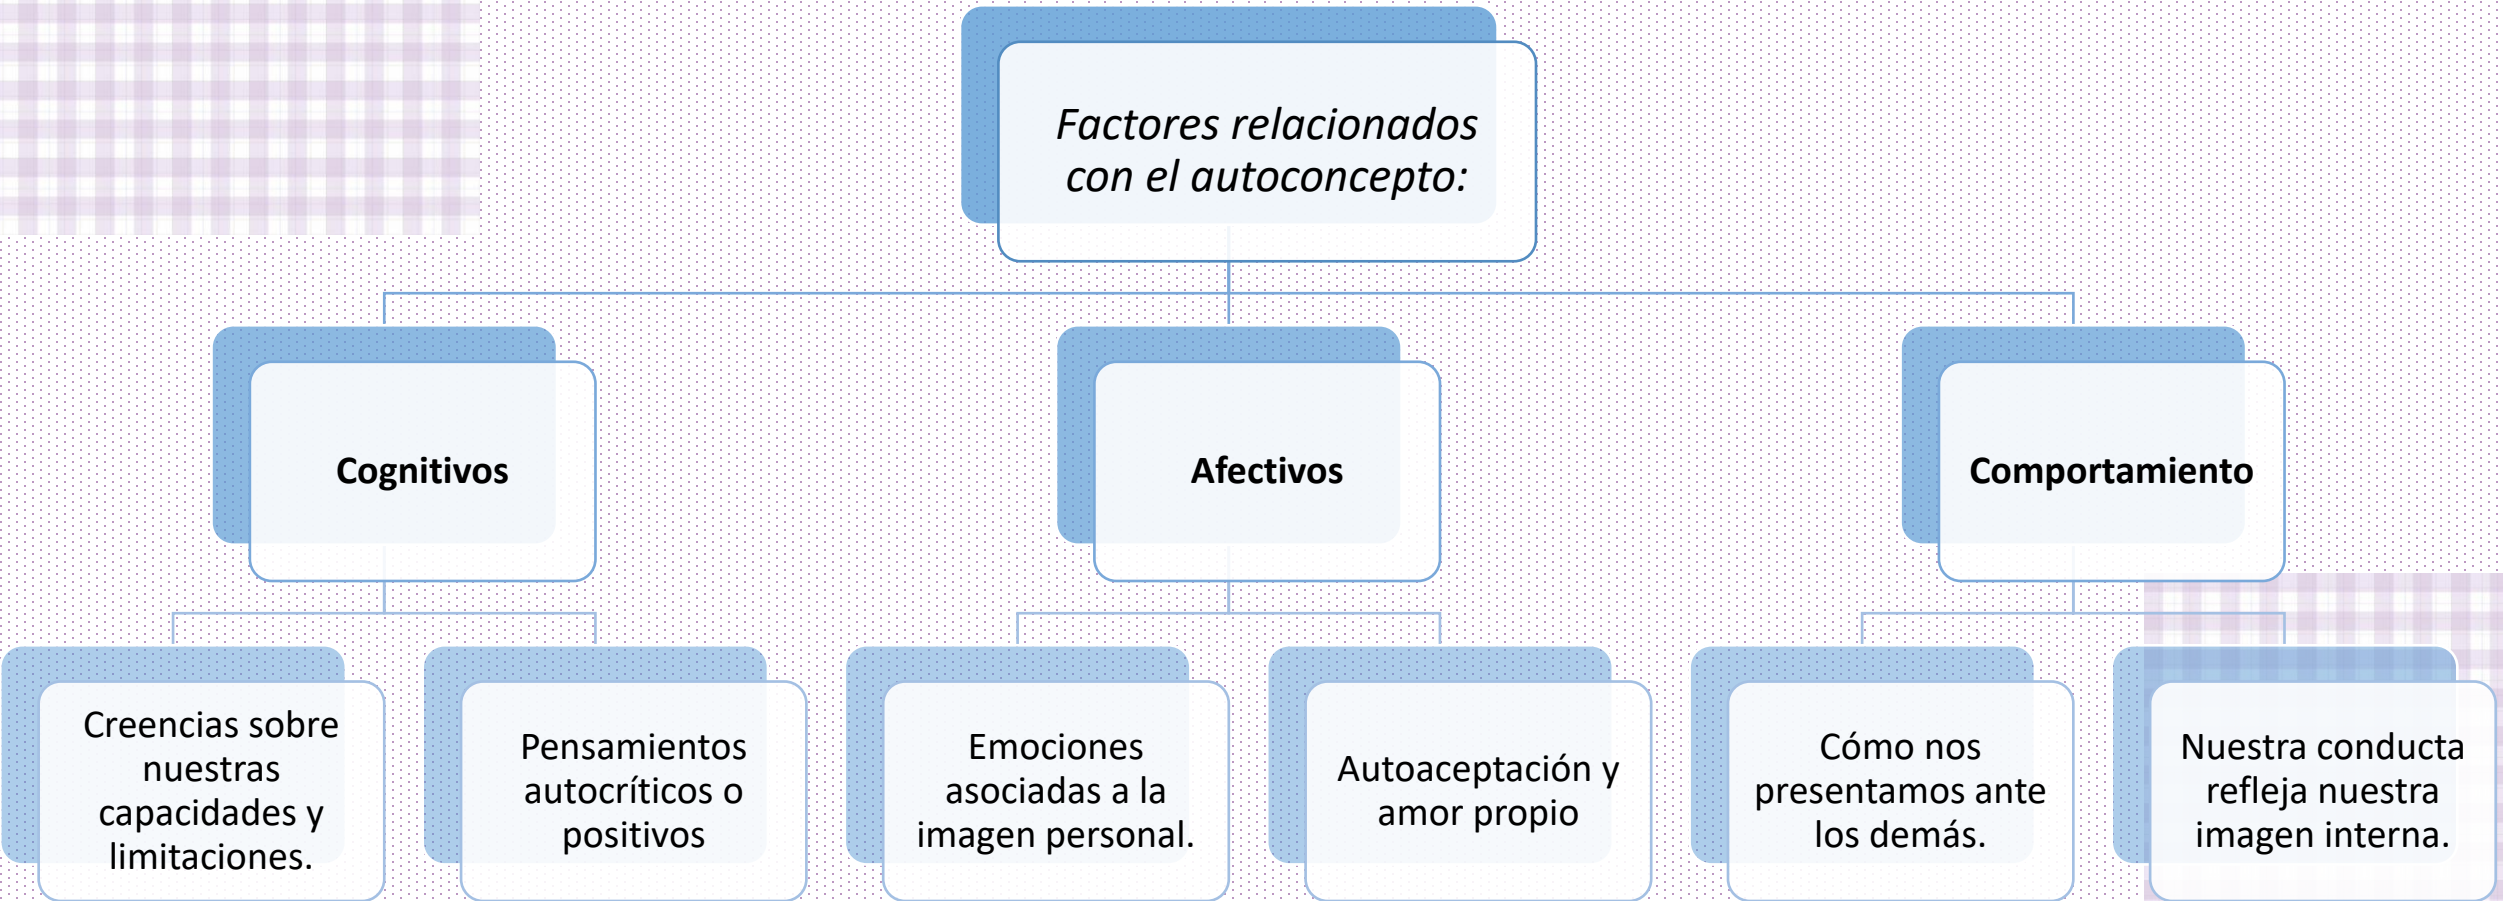 Factores relacionados
con el autoconcepto:
Cognitivos
Afectivos
Comportamiento
Creencias sobre
nuestras
capacidades y
limitaciones.
Pensamientos
autocríticos o
positivos
Emociones
asociadas a la
imagen personal.
Autoaceptación y
amor propio
Cómo nos
presentamos ante
los demás.
Nuestra conducta
refleja nuestra
imagen interna.